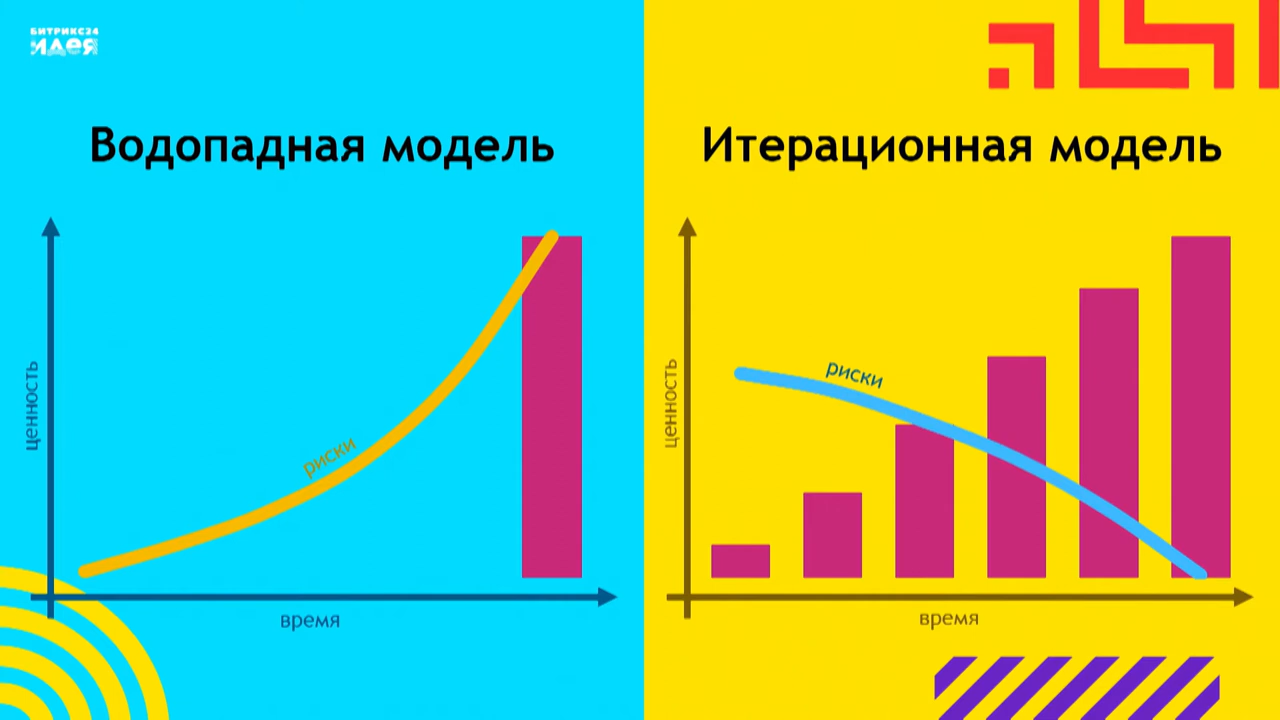 БИТРИКС24
идея
Водопадная модель
ценность
риски
время
Итерационная модель
ценность
риски
время